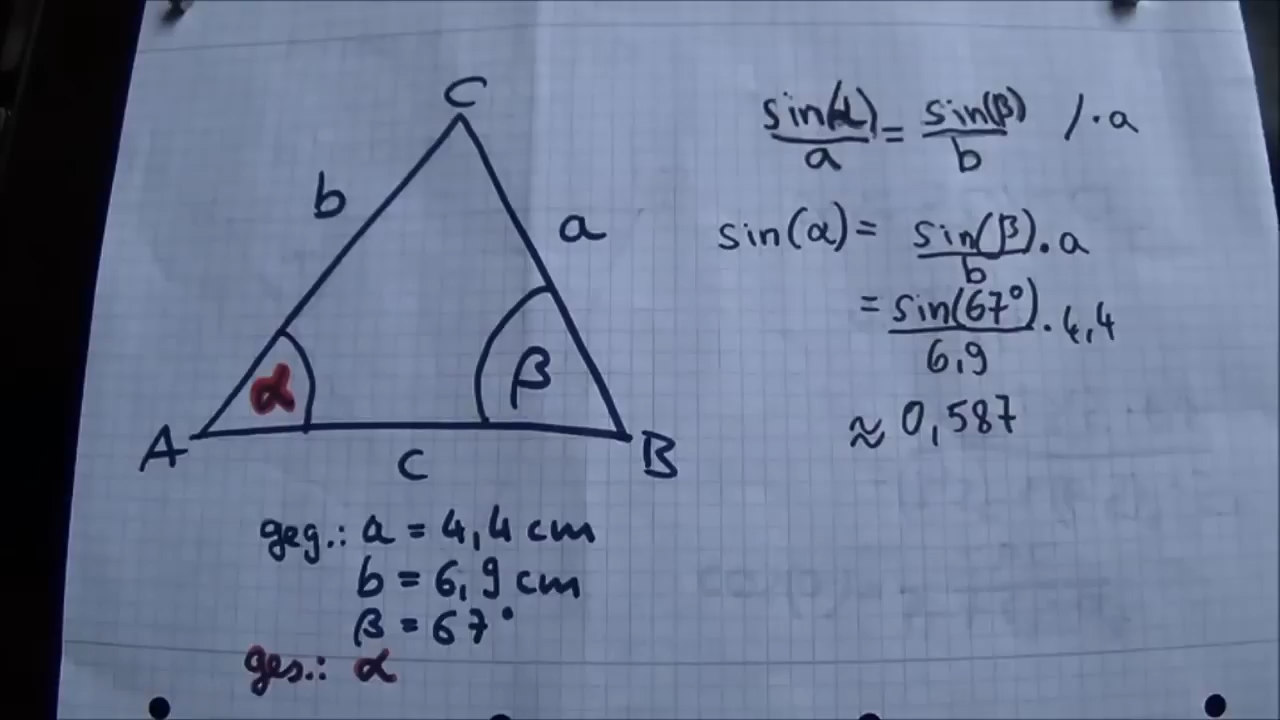 C
b
a
α
β
A
c
B
geg.: a = 4,4 cm
b = 6,9 cm
β = 67°
ges.: α
sin(α)/a = sin(β)/b /·a
sin(α) = sin(β)/b · a
= sin(67°)/6,9 · 4,4
≈ 0,587